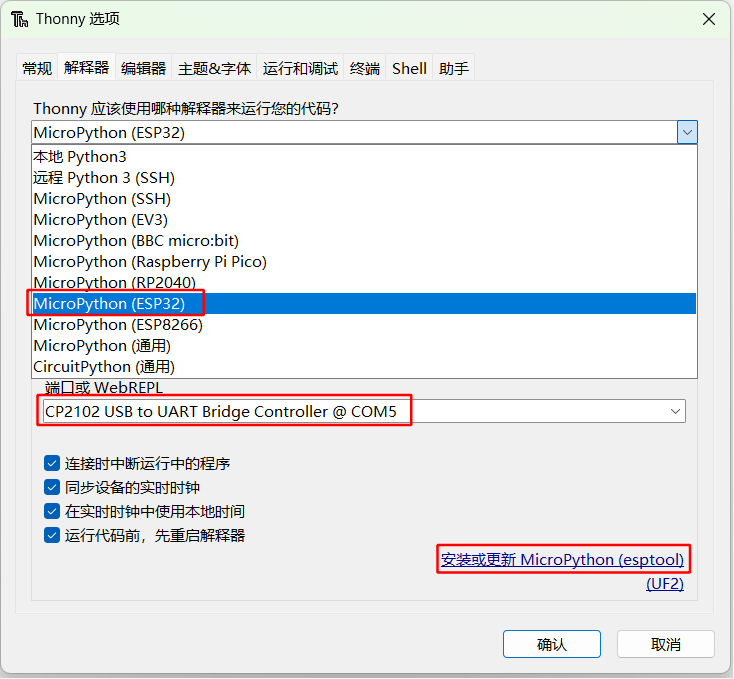 Thonny 选项
常规 解释器 编辑器 主题&字体 运行和调试 终端 Shell 助手
Thonny 应该使用哪种解释器来运行您的代码?
MicroPython (ESP32)
本地 Python3
远程 Python 3 (SSH)
MicroPython (SSH)
MicroPython (EV3)
MicroPython (BBC micro:bit)
MicroPython (Raspberry Pi Pico)
MicroPython (RP2040)
MicroPython (ESP32)
MicroPython (ESP8266)
MicroPython (通用)
CircuitPython (通用)
端口或 WebREPL
CP2102 USB to UART Bridge Controller @ COM5
连接时中断运行中的程序
同步设备的实时时钟
在实时时钟中使用本地时间
运行代码前，先重启解释器
安装或更新 MicroPython (esptool)
(UF2)
确认 取消